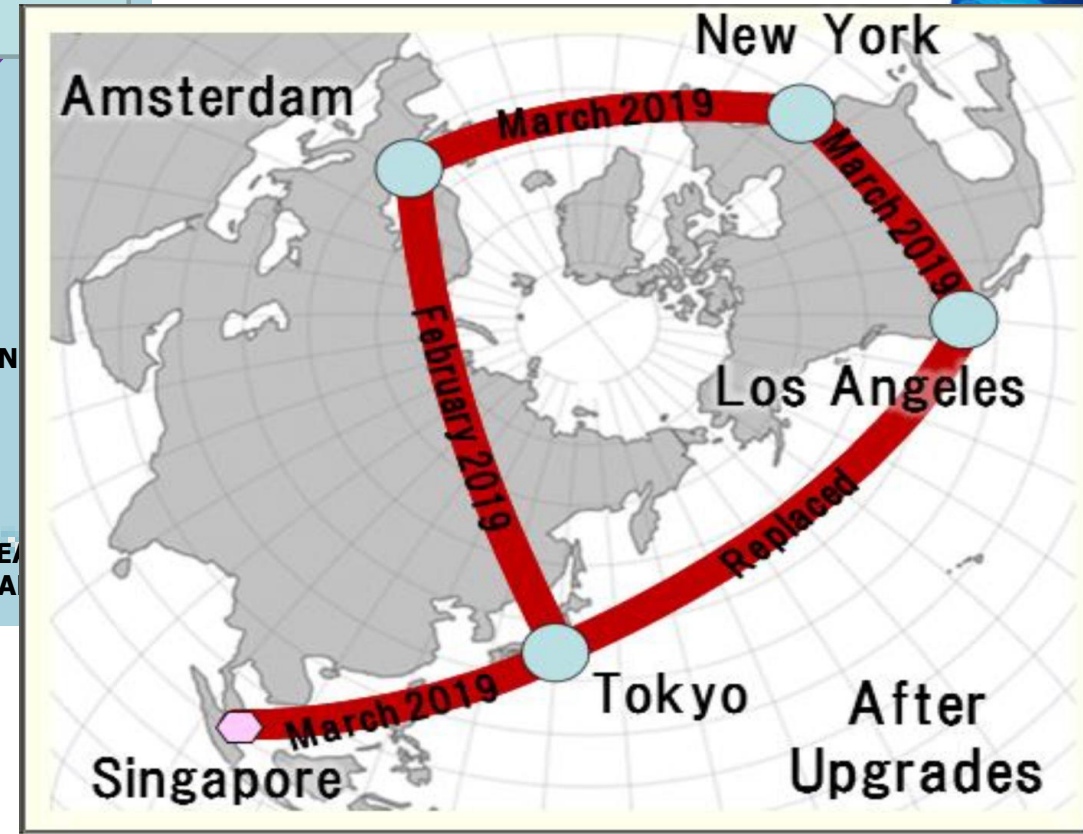 New York
Amsterdam
March 2019
March 2019
February 2019
Los Angeles
Replaced
March 2019
Tokyo
Singapore
After
Upgrades